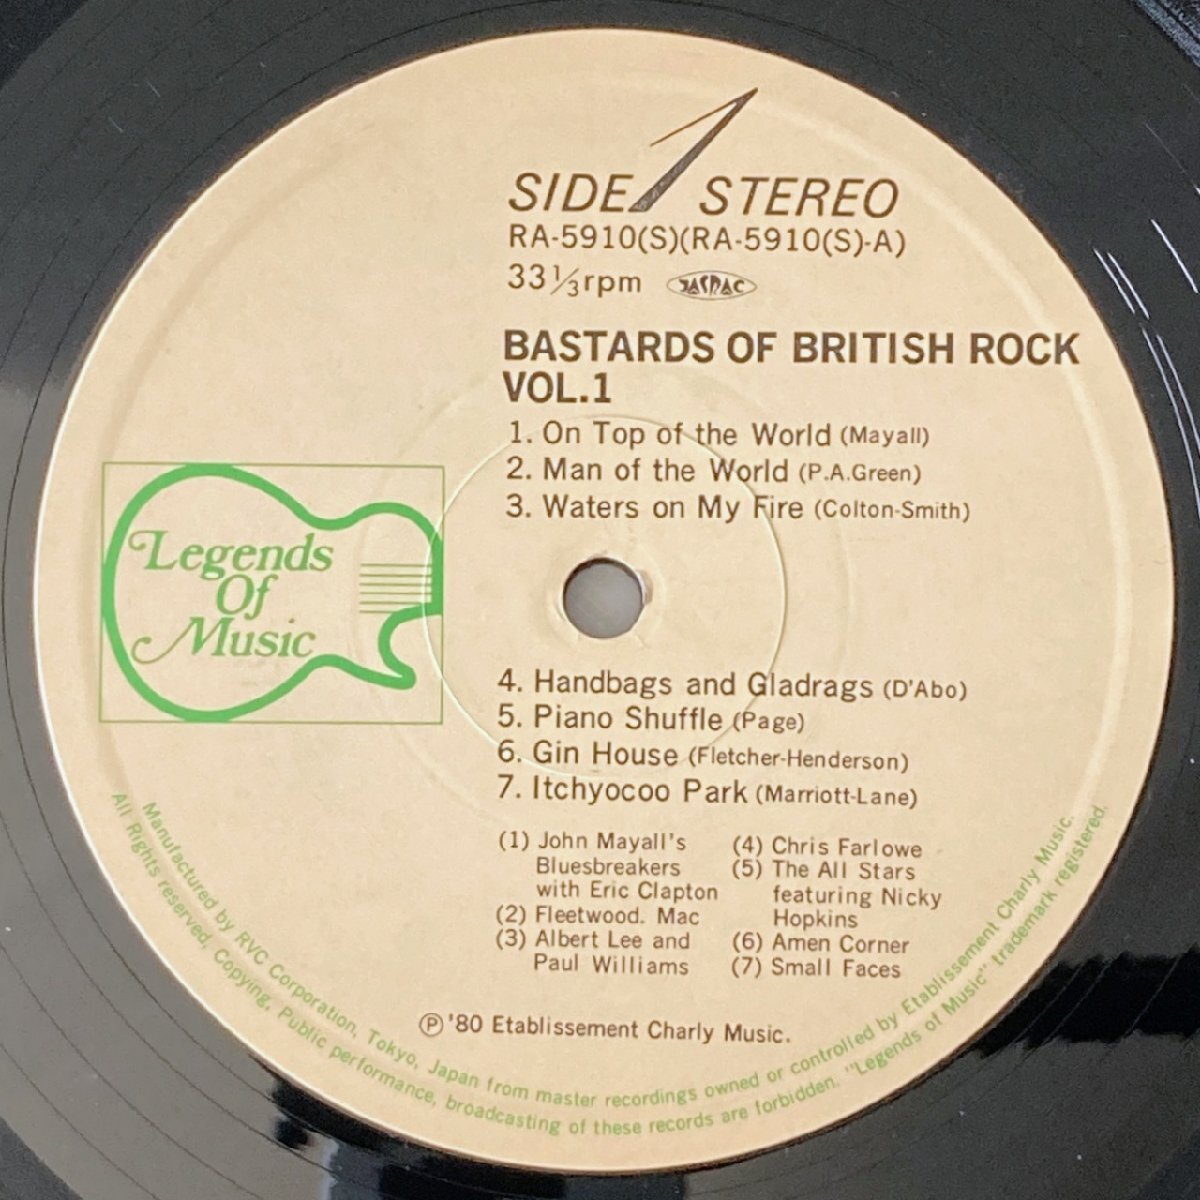 SIDE 1 STEREO
RA-5910(S)(RA-5910(S)-A)
33 1/3 rpm JASRAC
BASTARDS OF BRITISH ROCK
VOL.1
1. On Top of the World (Mayall)
2. Man of the World (P.A.Green)
3. Waters on My Fire (Colton-Smith)
Legends
Of
Music
4. Handbags and Gladrags (D'Abo)
5. Piano Shuffle (Page)
6. Gin House (Fletcher-Henderson)
7. Itchyocoo Park (Marriott-Lane)
(1) John Mayall's
Bluesbreakers
with Eric Clapton
(2) Fleetwood. Mac
(3) Albert Lee and
Paul Williams
(4) Chris Farlowe
(5) The All Stars
featuring Nicky
Hopkins
(6) Amen Corner
(7) Small Faces
Ⓟ'80 Etablissement Charly Music.
Manufactured by RVC Corporation, Tokyo, Japan from master recordings owned or controlled by Etablissement Charly Music.
All Rights reserved, Copying, Public performance, broadcasting of these records are forbidden. "Legends of Music" trademark registered.